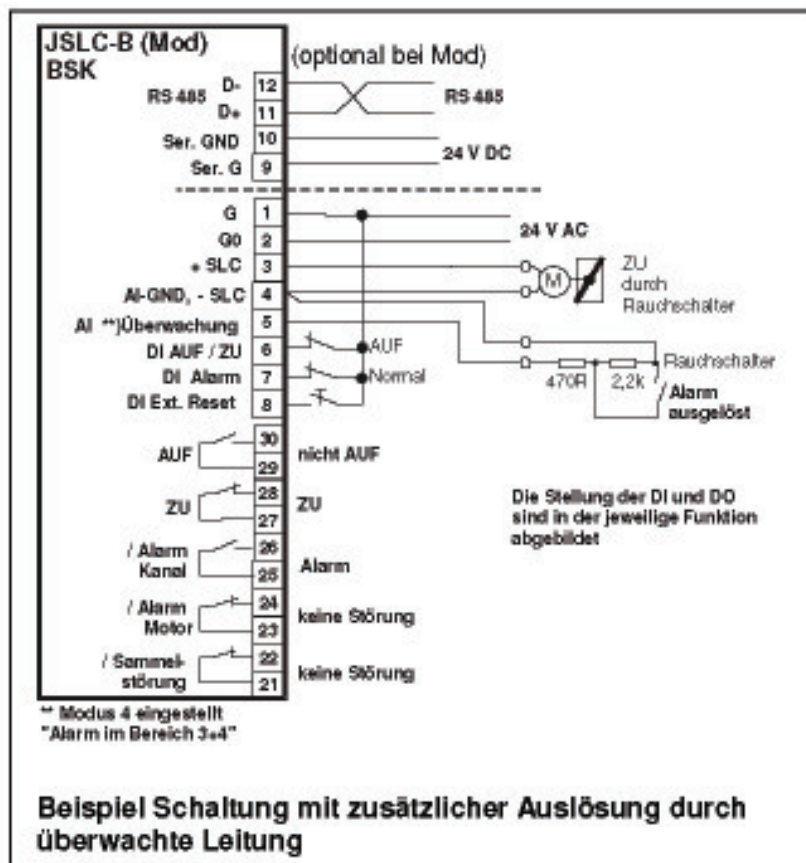 JSLC-B (Mod)
BSK
(optional bei Mod)
RS 485 D- 12
D+ 11
RS 485
Ser. GND 10
Ser. G 9
24 V DC
G 1
G0 2
24 V AC
+ SLC 3
AI-GND, - SLC 4
AI **)Überwachung 5
DI AUF / ZU 6
DI Alarm 7
DI Ext. Reset 8
AUF
Normal
M
ZU
durch
Rauchschalter
470R
2,2k
Rauchschalter
/Alarm
ausgelöst
AUF
30
29
nicht AUF
ZU
28
27
ZU
/ Alarm
Kanal
26
25
Alarm
/ Alarm
Motor
24
23
keine Störung
/ Sammel-
störung
22
21
keine Störung
Die Stellung der DI und DO
sind in der jeweilige Funktion
abgebildet
** Modus 4 eingestellt
"Alarm im Bereich 3+4"
Beispiel Schaltung mit zusätzlicher Auslösung durch
überwachte Leitung